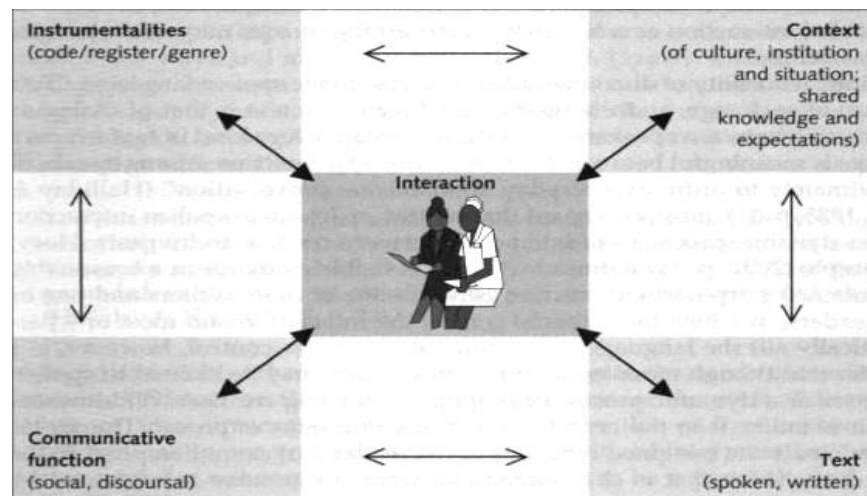 Instrumentalities
(code/register/genre)
Context
(of culture, institution
and situation;
shared
knowledge and
expectations)
Interaction
Communicative
function
(social, discoursal)
Text
(spoken, written)